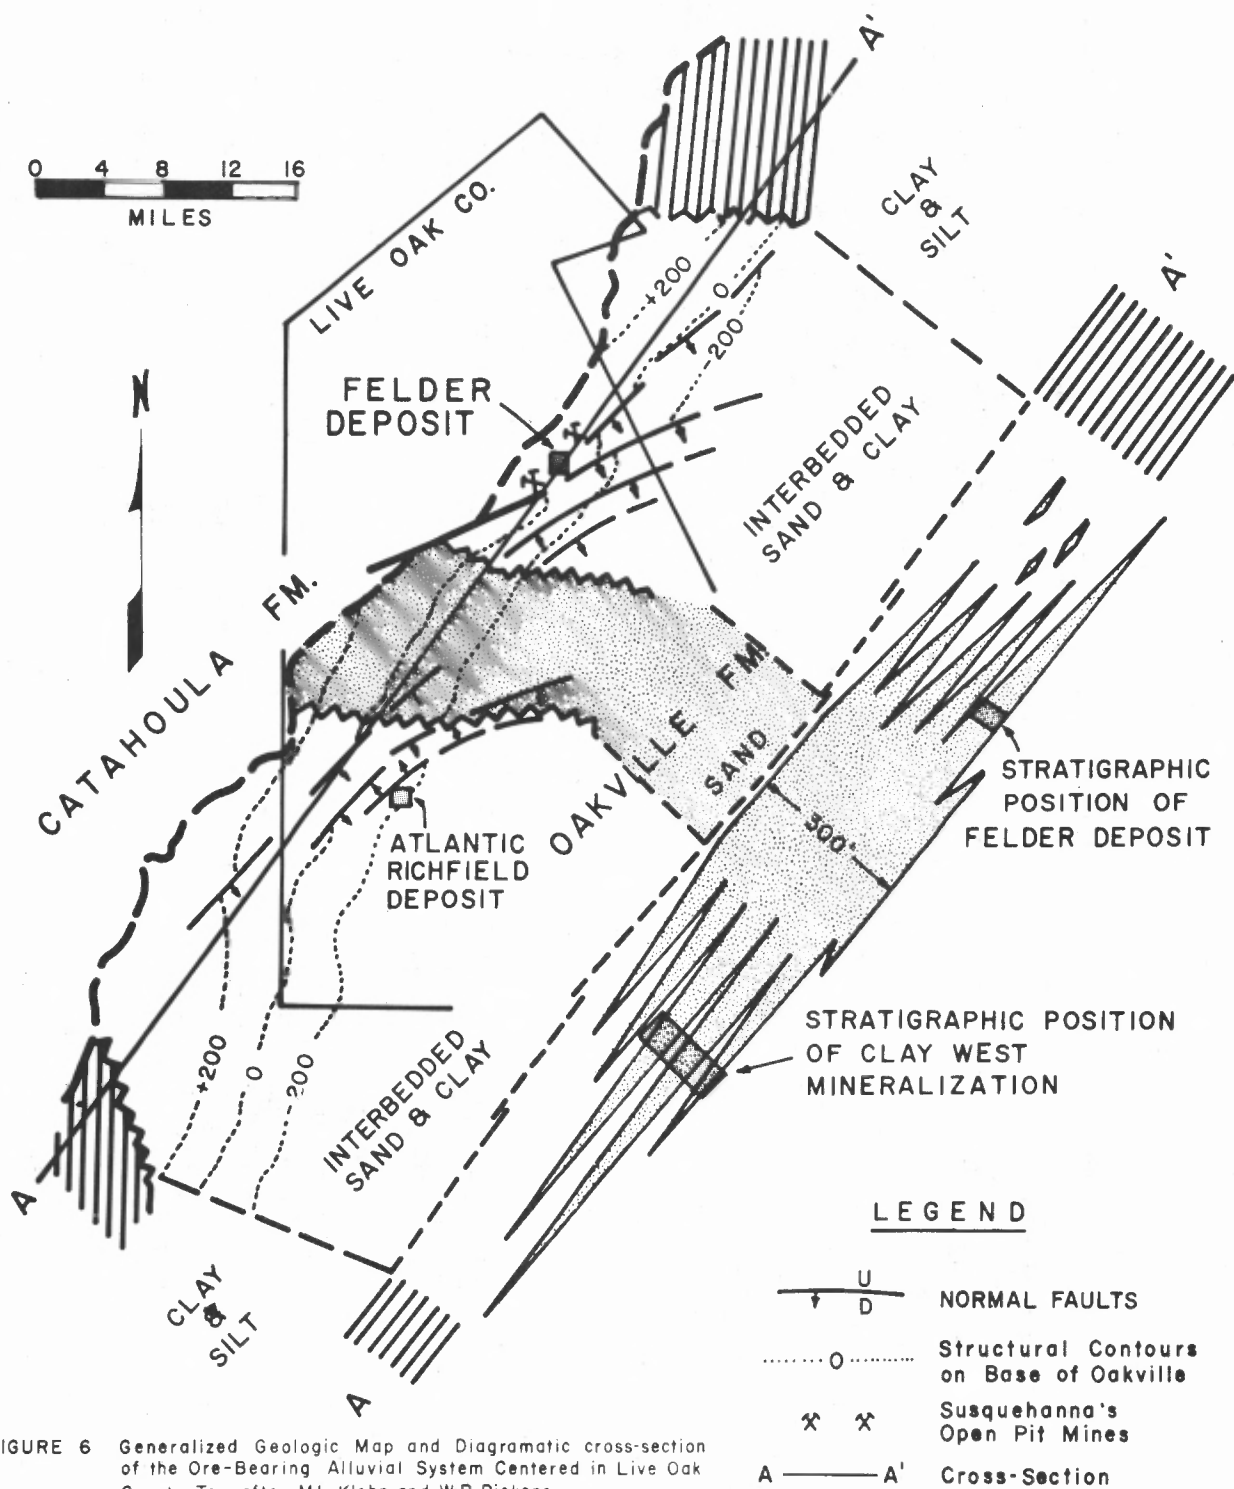 A'
0 4 8 12 16
MILES
LIVE OAK CO.
CLAY
&
SILT
A'
+200
0
-200
N
FELDER
DEPOSIT
INTERBEDDED
SAND & CLAY
CATAHOULA FM.
OAKVILLE FM.
SAND
300'
STRATIGRAPHIC
POSITION OF
FELDER DEPOSIT
ATLANTIC
RICHFIELD
DEPOSIT
STRATIGRAPHIC POSITION
OF CLAY WEST
MINERALIZATION
+200
0
-200
INTERBEDDED
SAND & CLAY
A
CLAY
&
SILT
A
LEGEND
U
D
NORMAL FAULTS
0
Structural Contours
on Base of Oakville
Susquehanna's
Open Pit Mines
A A' Cross-Section
IGURE 6 Generalized Geologic Map and Diagramatic cross-section
of the Ore-Bearing Alluvial System Centered in Live Oak